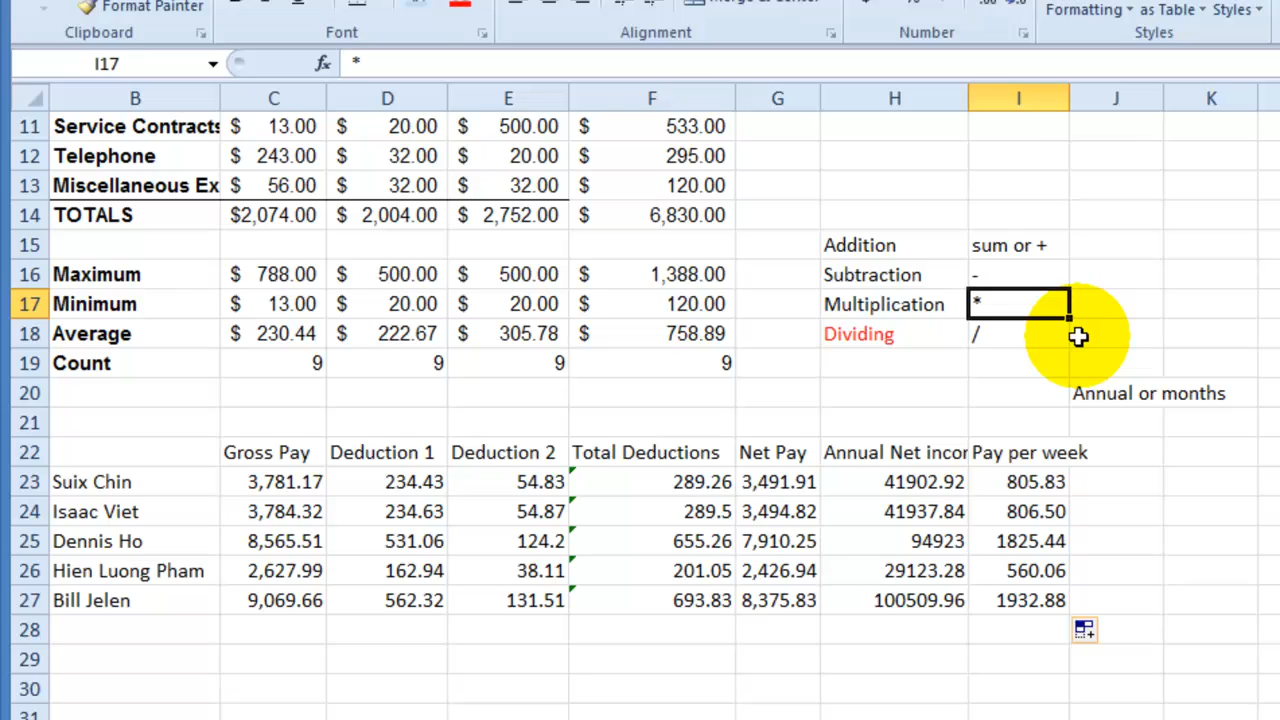 Format Painter
Merge & Center
Formatting as Table Styles
Clipboard Font Alignment Number Styles
I17 fx *
B C D E F G H I J K
11 Service Contracts $ 13.00 $ 20.00 $ 500.00 $ 533.00
12 Telephone $ 243.00 $ 32.00 $ 20.00 $ 295.00
13 Miscellaneous Ex $ 56.00 $ 32.00 $ 32.00 $ 120.00
14 TOTALS $2,074.00 $ 2,004.00 $ 2,752.00 $ 6,830.00
15 Addition sum or +
16 Maximum $ 788.00 $ 500.00 $ 500.00 $ 1,388.00 Subtraction -
17 Minimum $ 13.00 $ 20.00 $ 20.00 $ 120.00 Multiplication *
18 Average $ 230.44 $ 222.67 $ 305.78 $ 758.89 Dividing /
19 Count 9 9 9 9
20 Annual or months
21
22 Gross Pay Deduction 1 Deduction 2 Total Deductions Net Pay Annual Net incor Pay per week
23 Suix Chin 3,781.17 234.43 54.83 289.26 3,491.91 41902.92 805.83
24 Isaac Viet 3,784.32 234.63 54.87 289.5 3,494.82 41937.84 806.50
25 Dennis Ho 8,565.51 531.06 124.2 655.26 7,910.25 94923 1825.44
26 Hien Luong Pham 2,627.99 162.94 38.11 201.05 2,426.94 29123.28 560.06
27 Bill Jelen 9,069.66 562.32 131.51 693.83 8,375.83 100509.96 1932.88
28
29
30
31